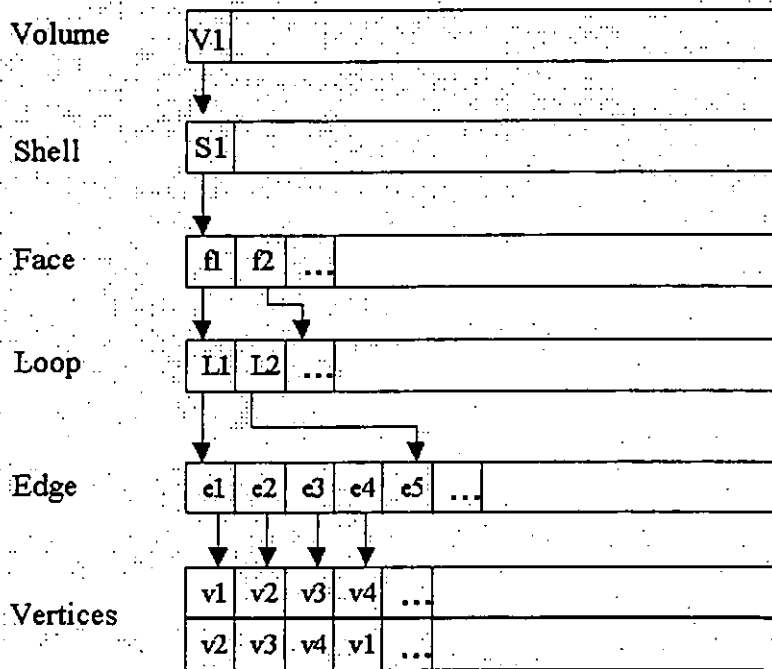 Volume V1
Shell S1
Face f1 f2 ...
Loop L1 L2 ...
Edge e1 e2 e3 e4 e5 ...
Vertices
v1 v2 v3 v4 ...
v2 v3 v4 v1 ...